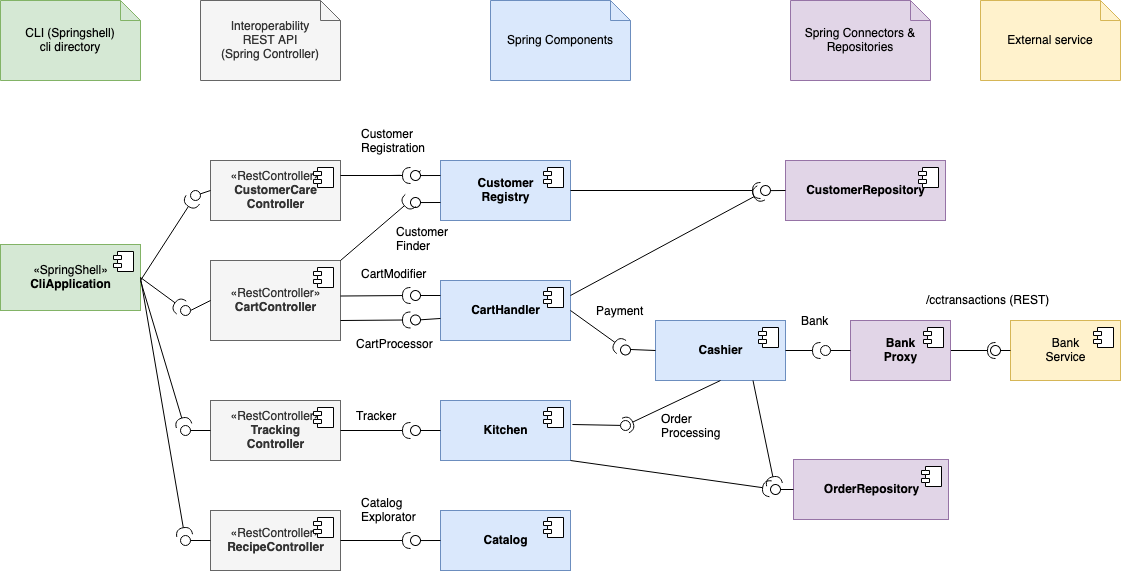 CLI (Springshell)
cli directory
Interoperability
REST API
(Spring Controller)
Spring Components
Spring Connectors &
Repositories
External service
Customer
Registration
«RestController»
CustomerCare
Controller
Customer
Registry
CustomerRepository
Customer
Finder
«SpringShell»
CliApplication
«RestController»
CartController
CartModifier
CartProcessor
CartHandler
Payment
Cashier
Bank
Bank
Proxy
/cctransactions (REST)
Bank
Service
«RestController»
Tracking
Controller
Tracker
Kitchen
Order
Processing
OrderRepository
«RestController»
RecipeController
Catalog
Explorator
Catalog